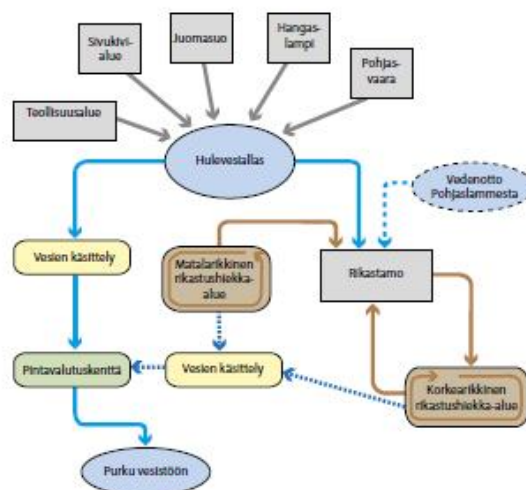 Sivukivi-
alue
Juomasuo
Hangas-
lampi
Pohjas-
vaara
Teollisuusalue
Hulevesiallas
Vedenotto
Pohjaslammesta
Vesien käsittely
Matalarikkinen
rikastushiekka-
alue
Rikastamo
Pintavalutuskenttä
Vesien käsittely
Korkearikkinen
rikastushiekka-alue
Purku vesistöön